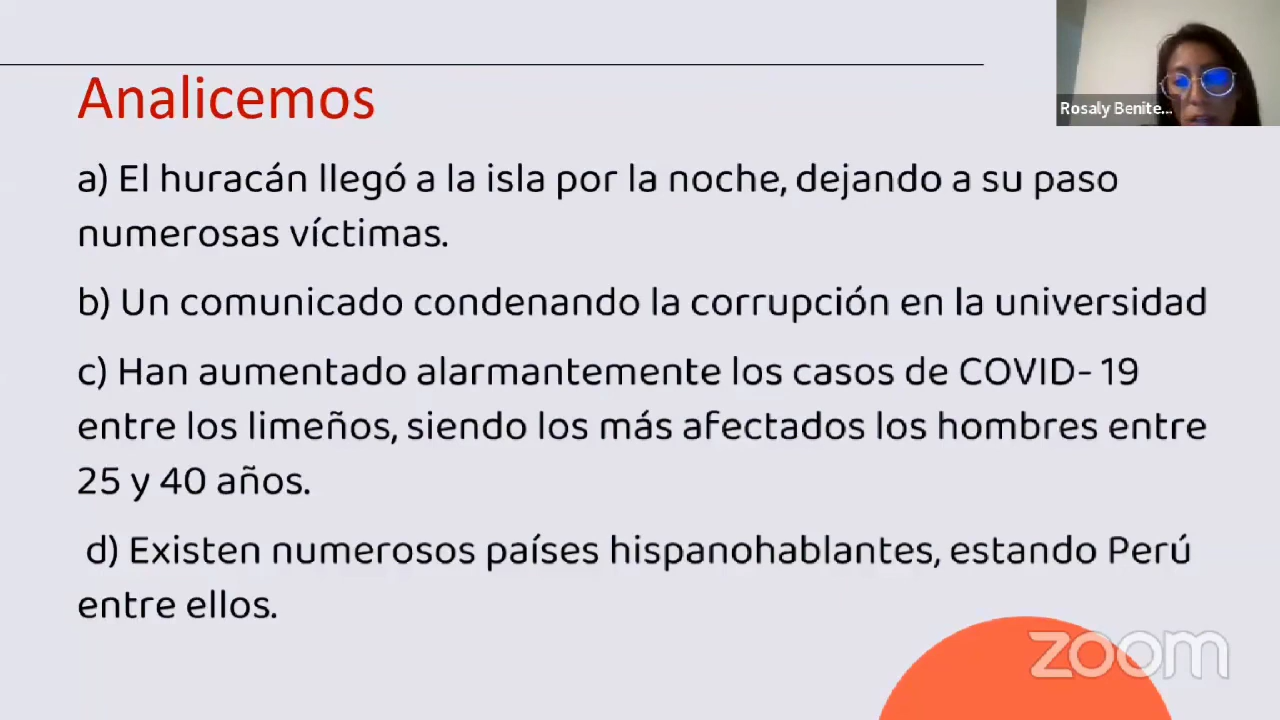 Analicemos
Rosaly Benite...
a) El huracán llegó a la isla por la noche, dejando a su paso
numerosas víctimas.
b) Un comunicado condenando la corrupción en la universidad
c) Han aumentado alarmantemente los casos de COVID- 19
entre los limeños, siendo los más afectados los hombres entre
25 y 40 años.
d) Existen numerosos países hispanohablantes, estando Perú
entre ellos.
zoom